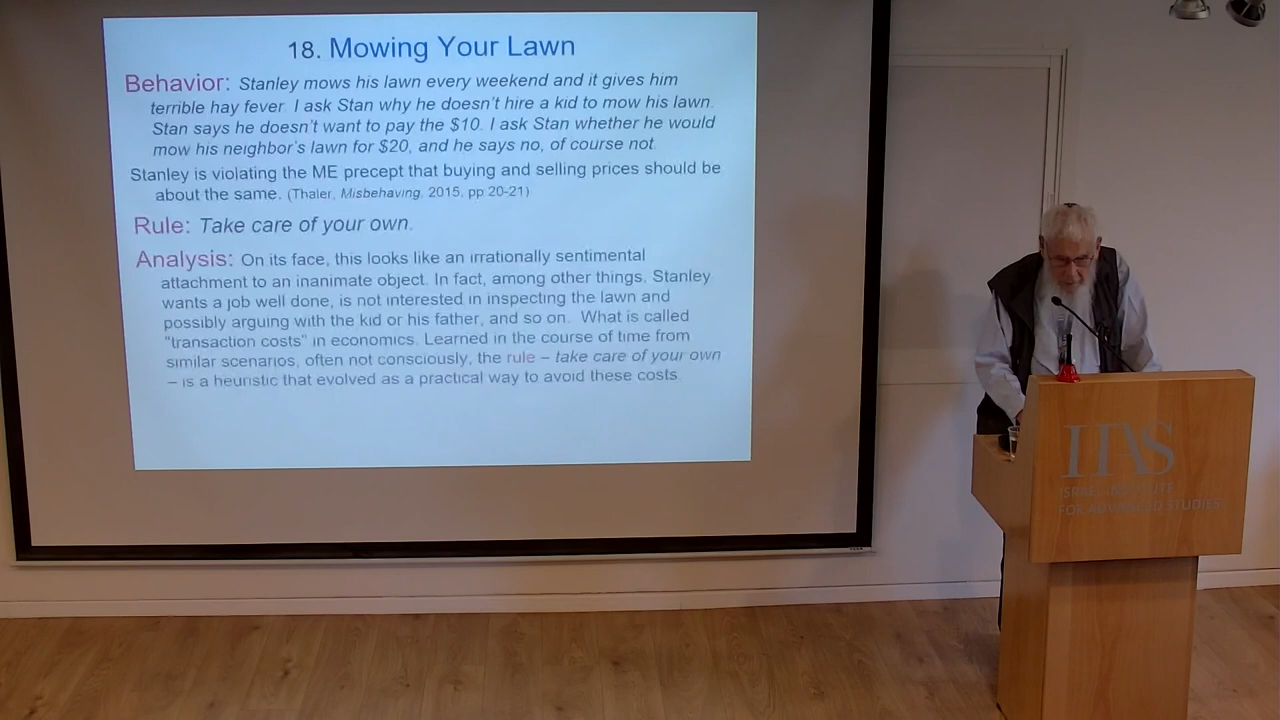 18. Mowing Your Lawn
Behavior: Stanley mows his lawn every weekend and it gives him
terrible hay fever. I ask Stan why he doesn't hire a kid to mow his lawn.
Stan says he doesn't want to pay the $10. I ask Stan whether he would
mow his neighbor's lawn for $20, and he says no, of course not.
Stanley is violating the ME precept that buying and selling prices should be
about the same. (Thaler, Misbehaving, 2015, pp 20-21)
Rule: Take care of your own.
Analysis: On its face, this looks like an irrationally sentimental
attachment to an inanimate object. In fact, among other things, Stanley
wants a job well done, is not interested in inspecting the lawn and
possibly arguing with the kid or his father, and so on. What is called
"transaction costs" in economics. Learned in the course of time from
similar scenarios, often not consciously, the rule – take care of your own
– is a heuristic that evolved as a practical way to avoid these costs.
IIAS
ISRAEL INSTITUTE
FOR ADVANCED STUDIES